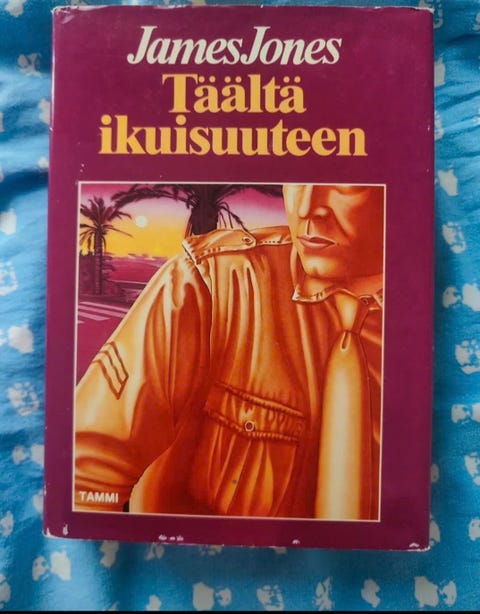 James Jones
Täältä
ikuisuuteen
TAMMI